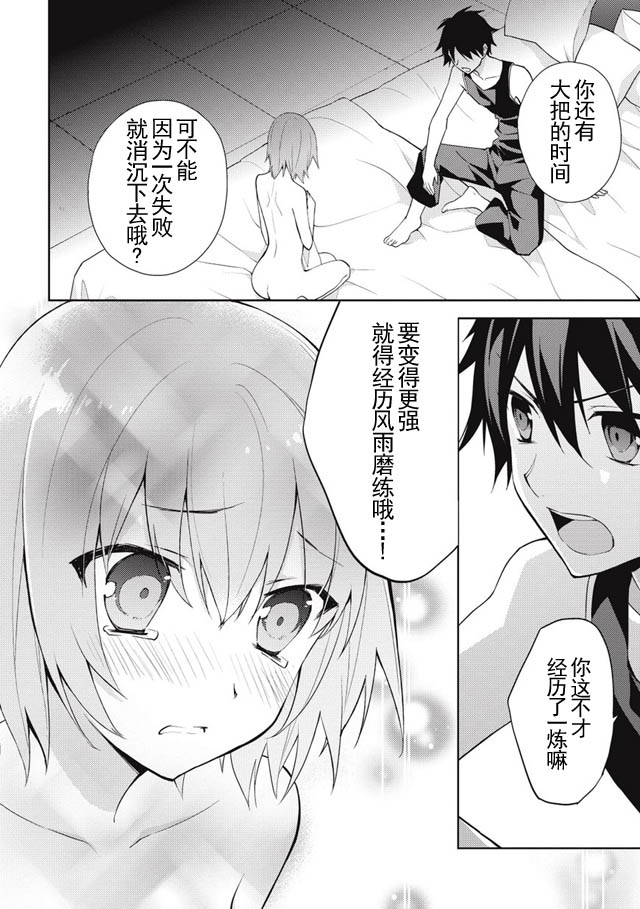 你还有
大把的时间
可不能
因为一次失败
就消沉下去哦?
要变得更强
就得经历风雨磨练哦…!
你这不才
经历了一炼嘛